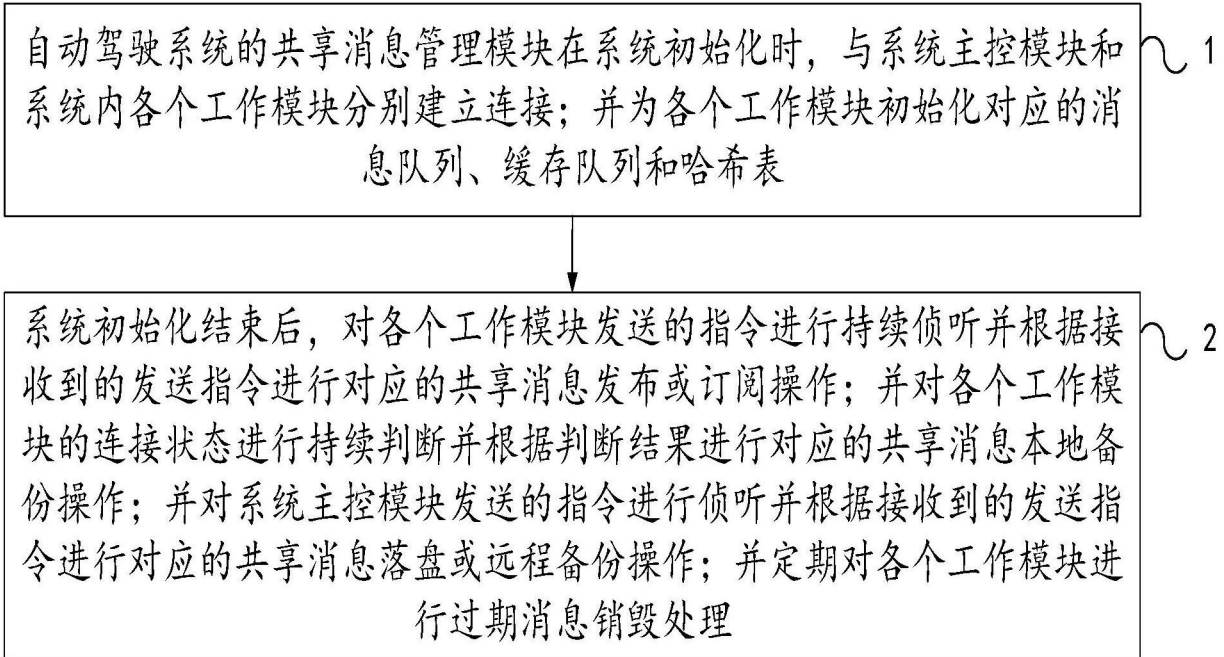 自动驾驶系统的共享消息管理模块在系统初始化时，与系统主控模块和
系统内各个工作模块分别建立连接；并为各个工作模块初始化对应的消
息队列、缓存队列和哈希表
1
系统初始化结束后，对各个工作模块发送的指令进行持续侦听并根据接
收到的发送指令进行对应的共享消息发布或订阅操作；并对各个工作模
块的连接状态进行持续判断并根据判断结果进行对应的共享消息本地备
份操作；并对系统主控模块发送的指令进行侦听并根据接收到的发送指
令进行对应的共享消息落盘或远程备份操作；并定期对各个工作模块进
行过期消息销毁处理
2